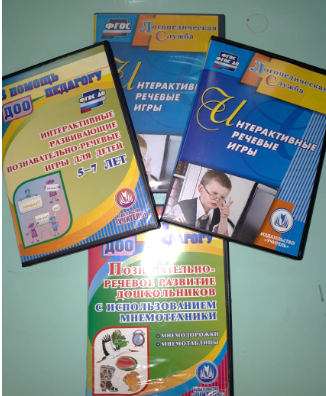 ФГОС
Логопедическая
Служба
Интерактивные
речевые
игры
В помощь
педагогу
ДОО
ФГОС ДО
Интерактивные
развивающие
познавательно-речевые
игры для детей
5–7 лет
ФГОС
ФГОС ДО
Логопедическая
Служба
Интерактивные
речевые
игры
ИЗДАТЕЛЬСТВО
«УЧИТЕЛЬ»
ДОО
педагогу
Познавательно-
речевое развитие
дошкольников
с использованием
мнемотехники
• мнемодорожки
• мнемотаблицы